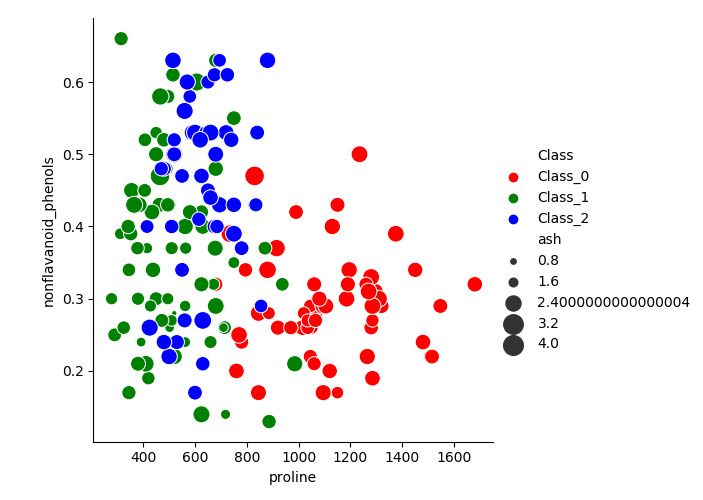 0.6
0.5
0.4
0.3
0.2
nonflavanoid_phenols
400 600 800 1000 1200 1400 1600
proline
Class
Class_0
Class_1
Class_2
ash
0.8
1.6
2.4000000000000004
3.2
4.0